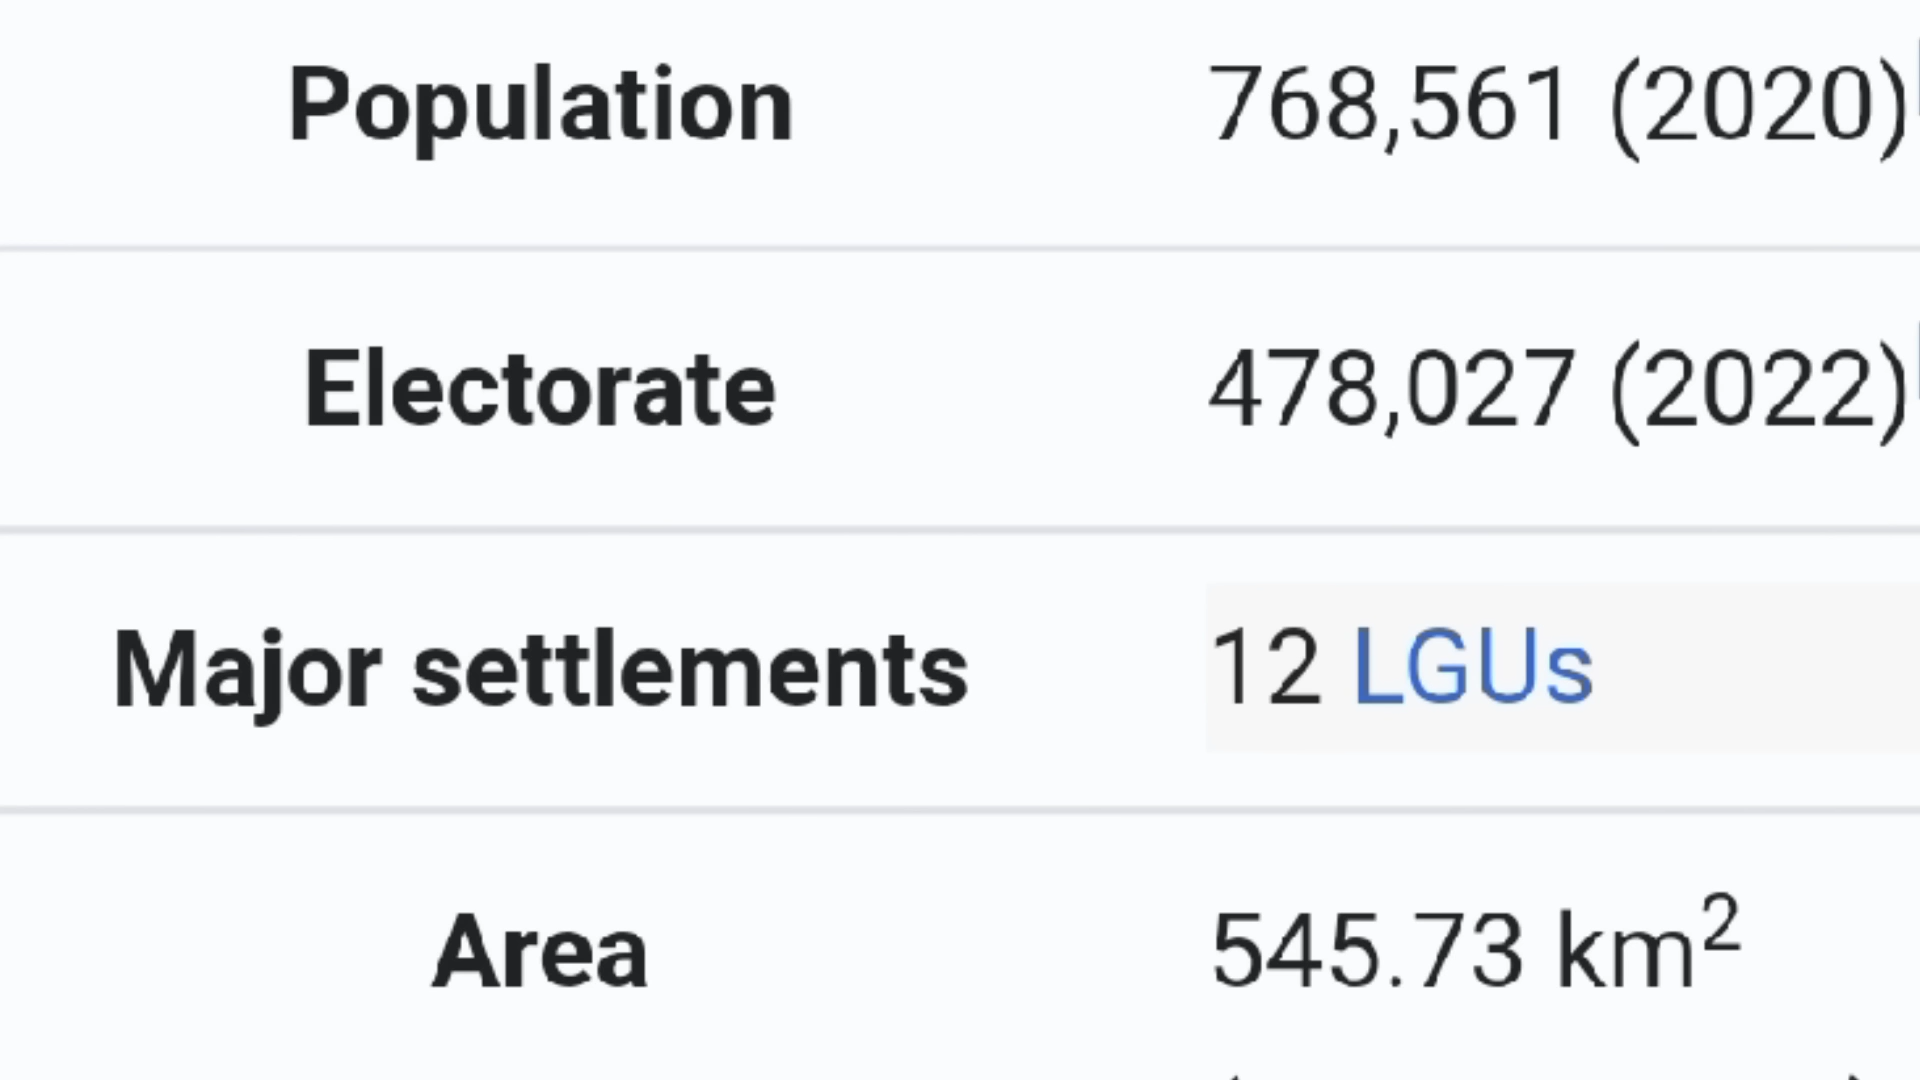 Population 768,561 (2020)
Electorate 478,027 (2022)
Major settlements 12 LGUs
Area 545.73 km²